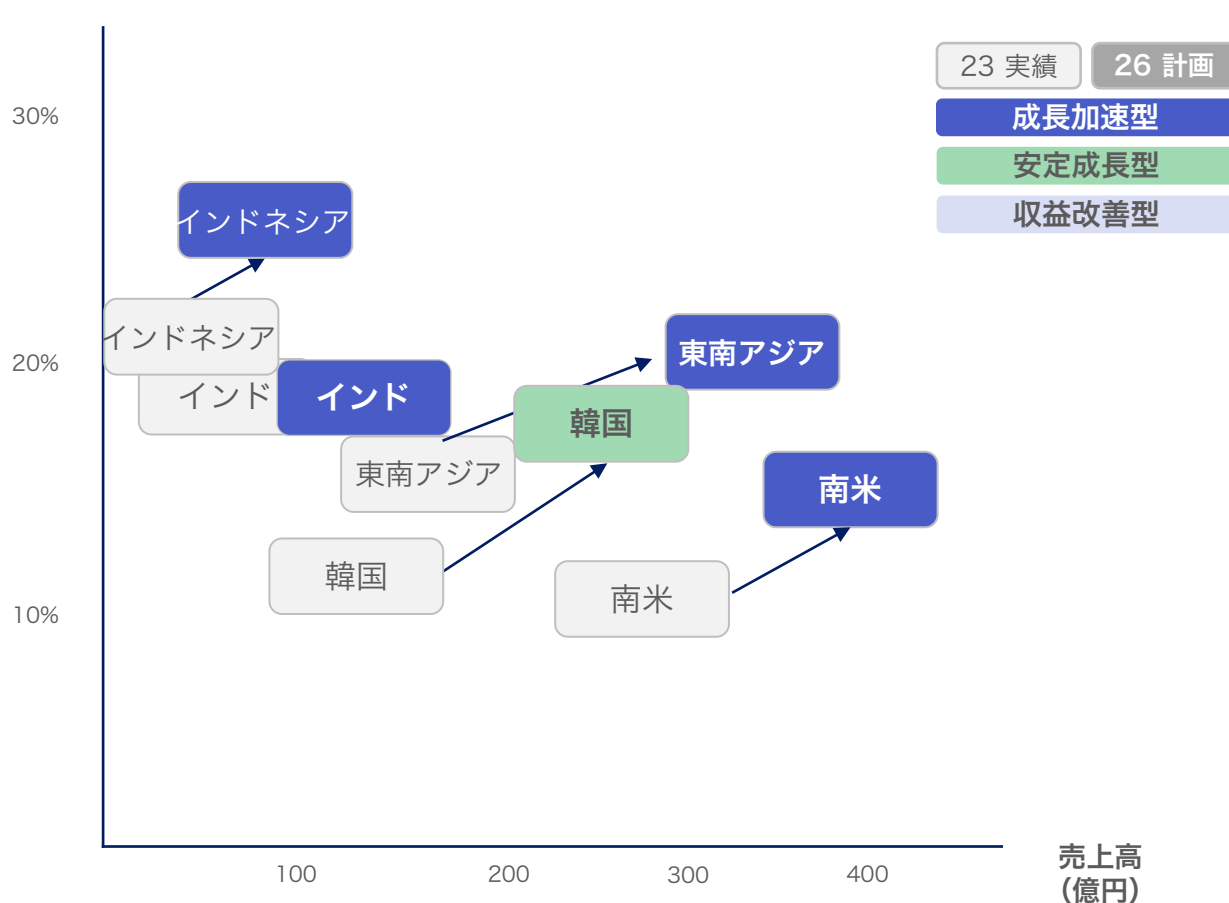 23 実績
26 計画
成長加速型
安定成長型
収益改善型
30%
20%
10%
インドネシア
インドネシア
インド
インド
東南アジア
東南アジア
韓国
韓国
南米
南米
100
200
300
400
売上高
（億円）